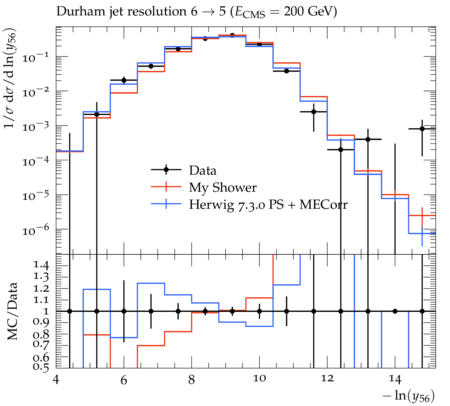 Durham jet resolution 6 → 5 (E_CMS = 200 GeV)
1/σ dσ/d ln(y_56)
10^−1
10^−2
10^−3
10^−4
10^−5
10^−6
Data
My Shower
Herwig 7.3.0 PS + MECorr
MC/Data
1.4
1.3
1.2
1.1
1
0.9
0.8
0.7
0.6
0.5
4 6 8 10 12 14
− ln(y_56)